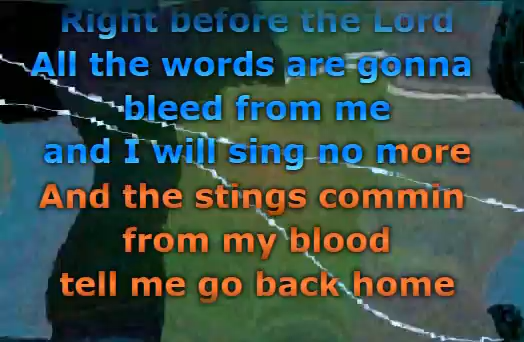 Right before the Lord
All the words are gonna
bleed from me
and I will sing no more
And the stings commin
from my blood
tell me go back home